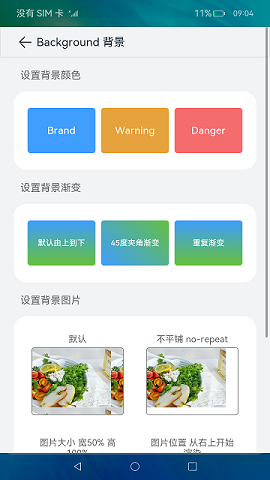 没有 SIM 卡 11% 09:04
Background 背景
设置背景颜色
Brand Warning Danger
设置背景渐变
默认由上到下 45度夹角渐变 重复渐变
设置背景图片
默认 不平铺 no-repeat
图片大小 宽50% 高 图片位置 从右上开始
100% 渲染